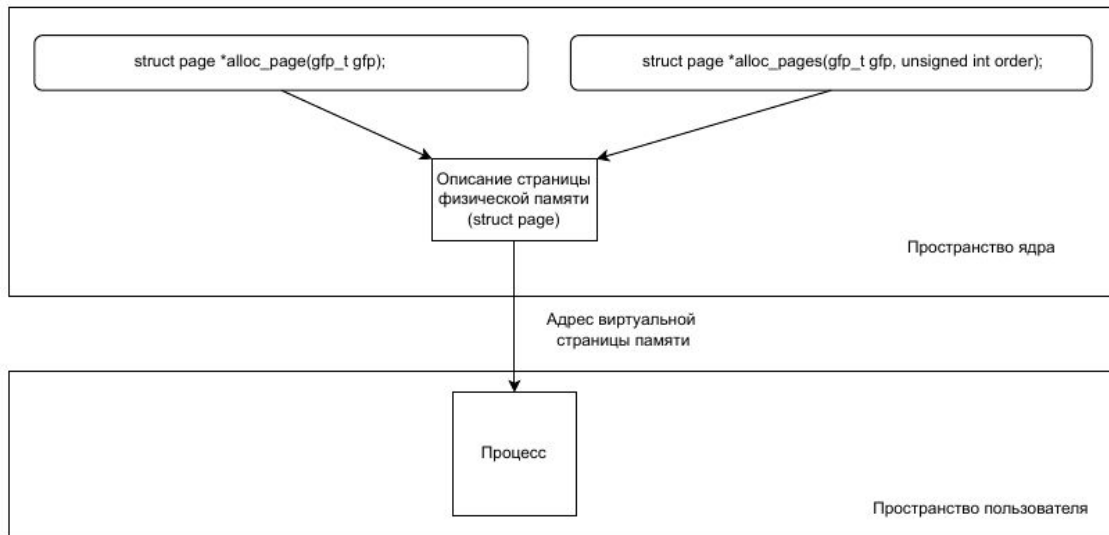 struct page *alloc_page(gfp_t gfp);
struct page *alloc_pages(gfp_t gfp, unsigned int order);
Описание страницы
физической памяти
(struct page)
Пространство ядра
Адрес виртуальной
страницы памяти
Процесс
Пространство пользователя